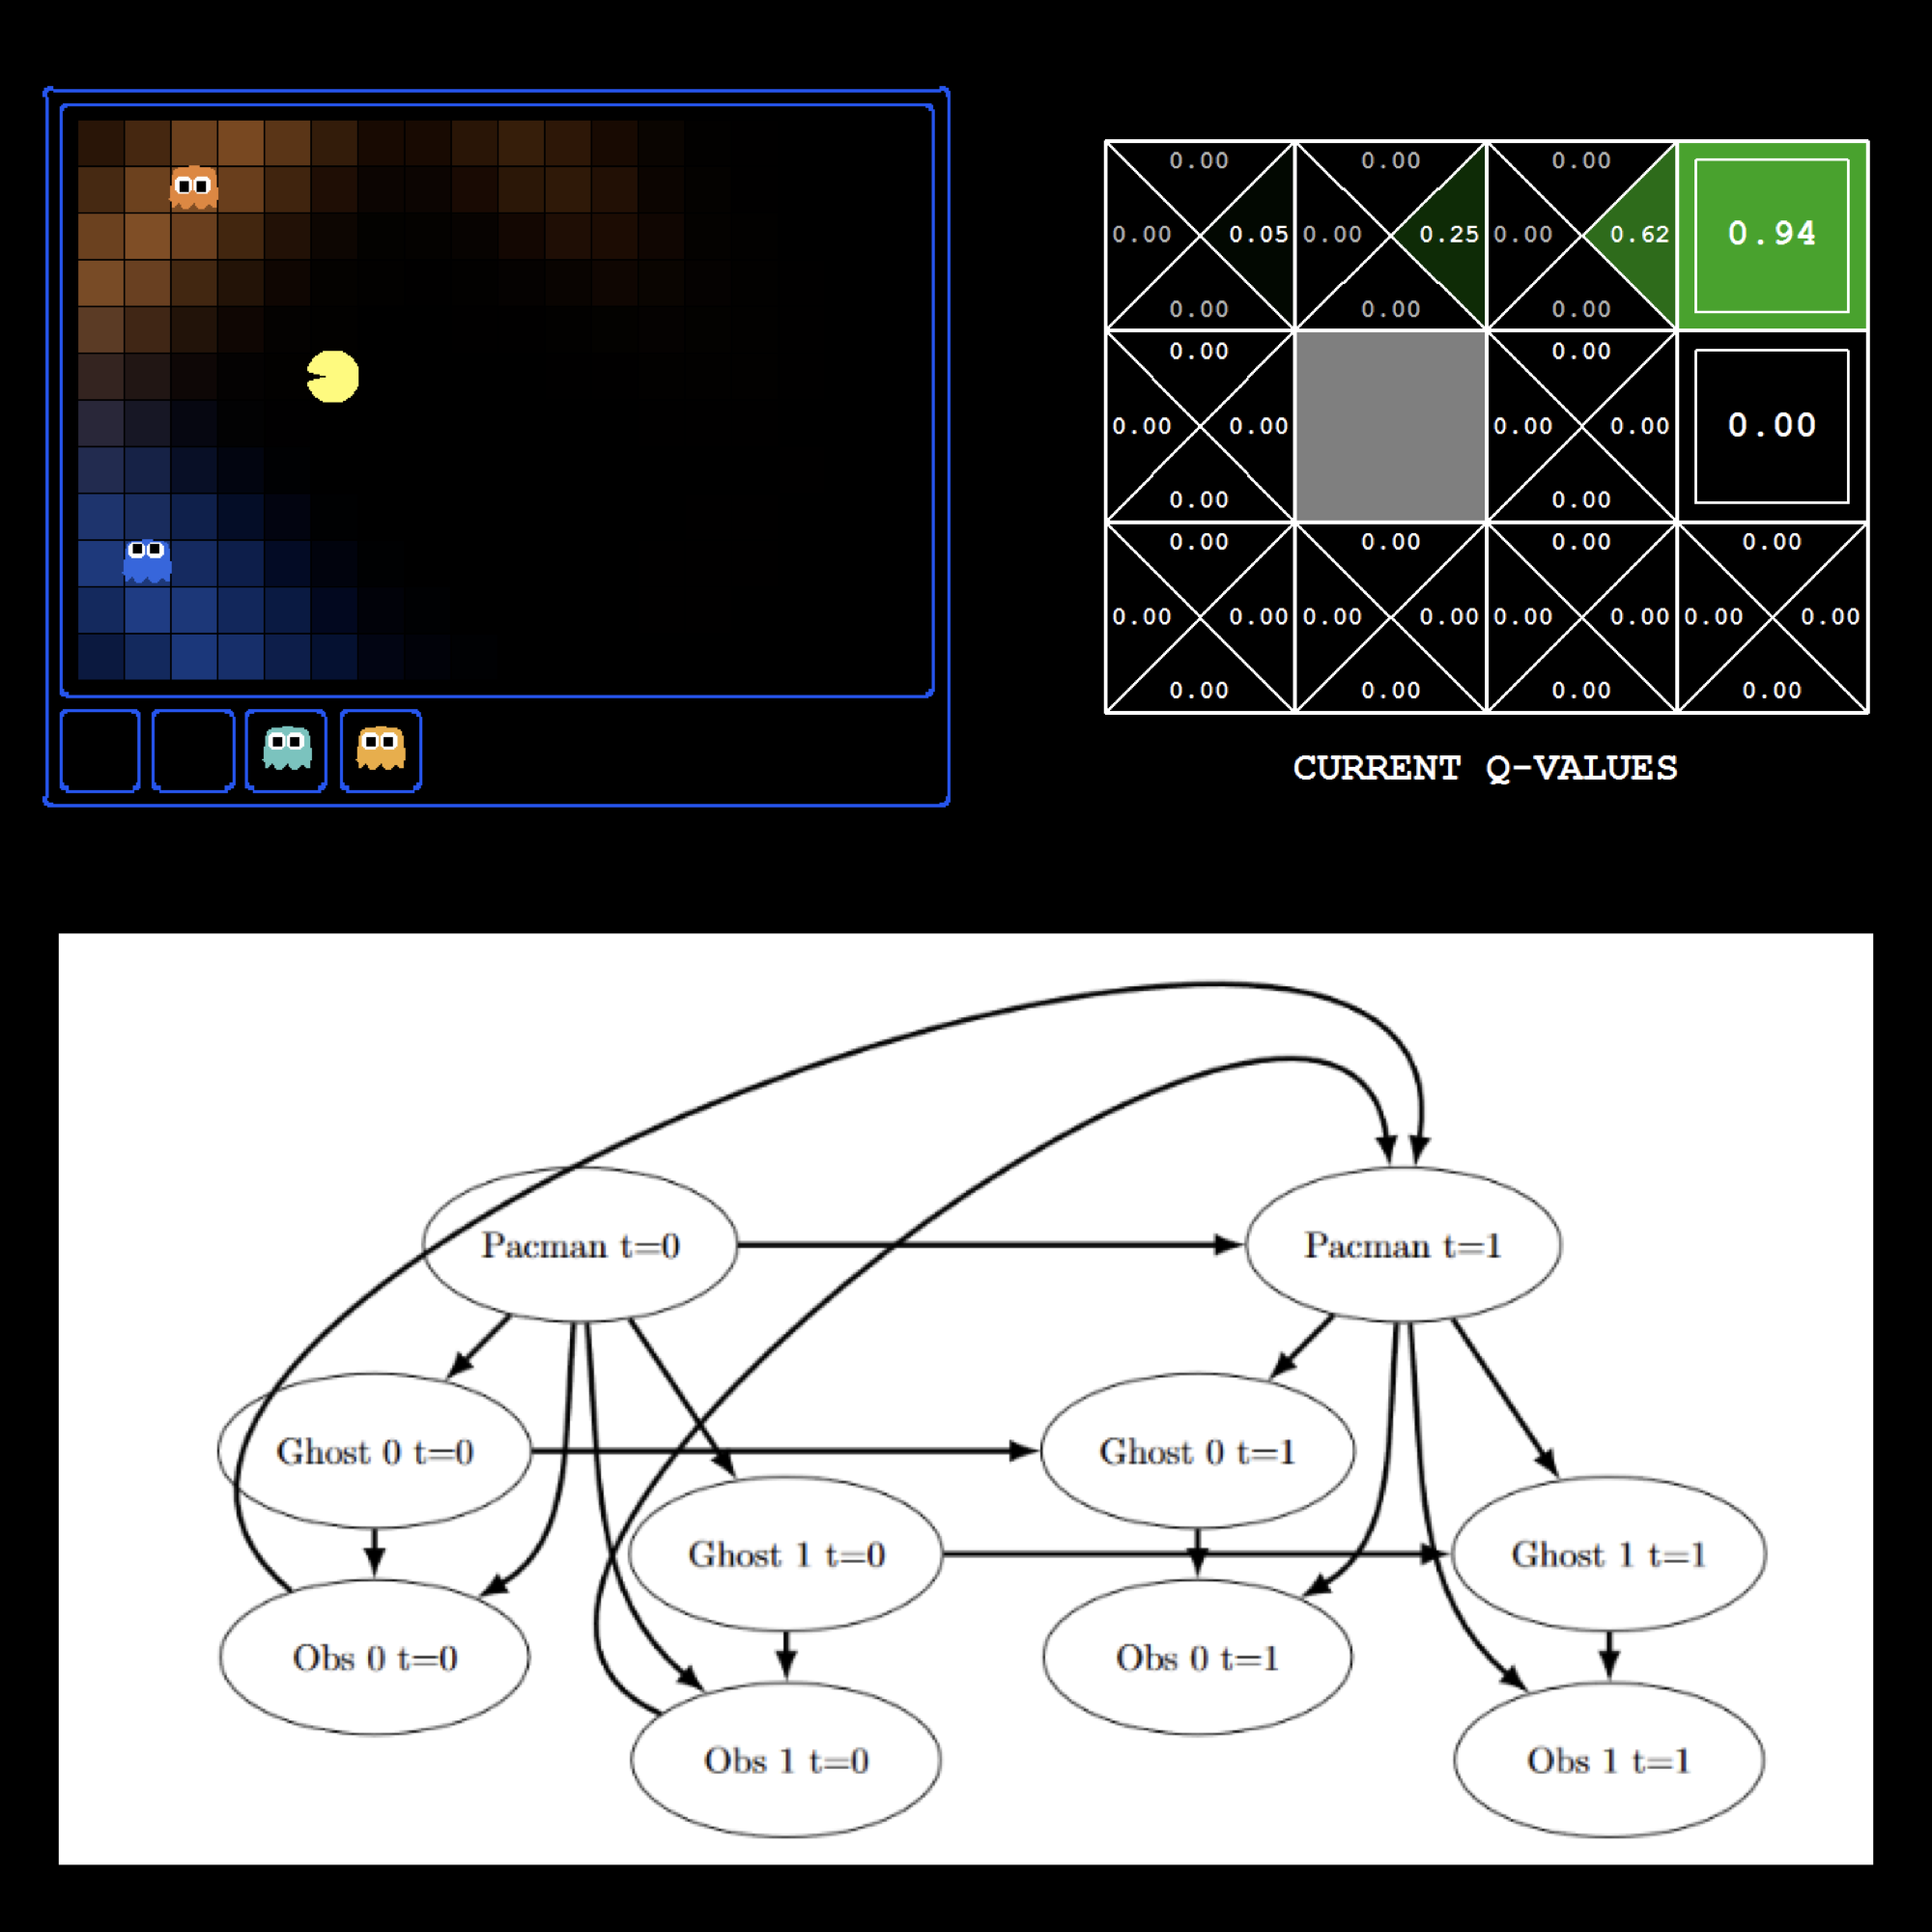 0.00 0.00 0.00
0.00 0.05 0.00 0.25 0.00 0.62 0.94
0.00 0.00 0.00
0.00 0.00
0.00 0.00 0.00 0.00 0.00
0.00 0.00
0.00 0.00 0.00 0.00
0.00 0.00 0.00 0.00 0.00 0.00 0.00 0.00
0.00 0.00 0.00 0.00
CURRENT Q-VALUES
Pacman t=0 Pacman t=1
Ghost 0 t=0 Ghost 0 t=1
Ghost 1 t=0 Ghost 1 t=1
Obs 0 t=0 Obs 0 t=1
Obs 1 t=0 Obs 1 t=1